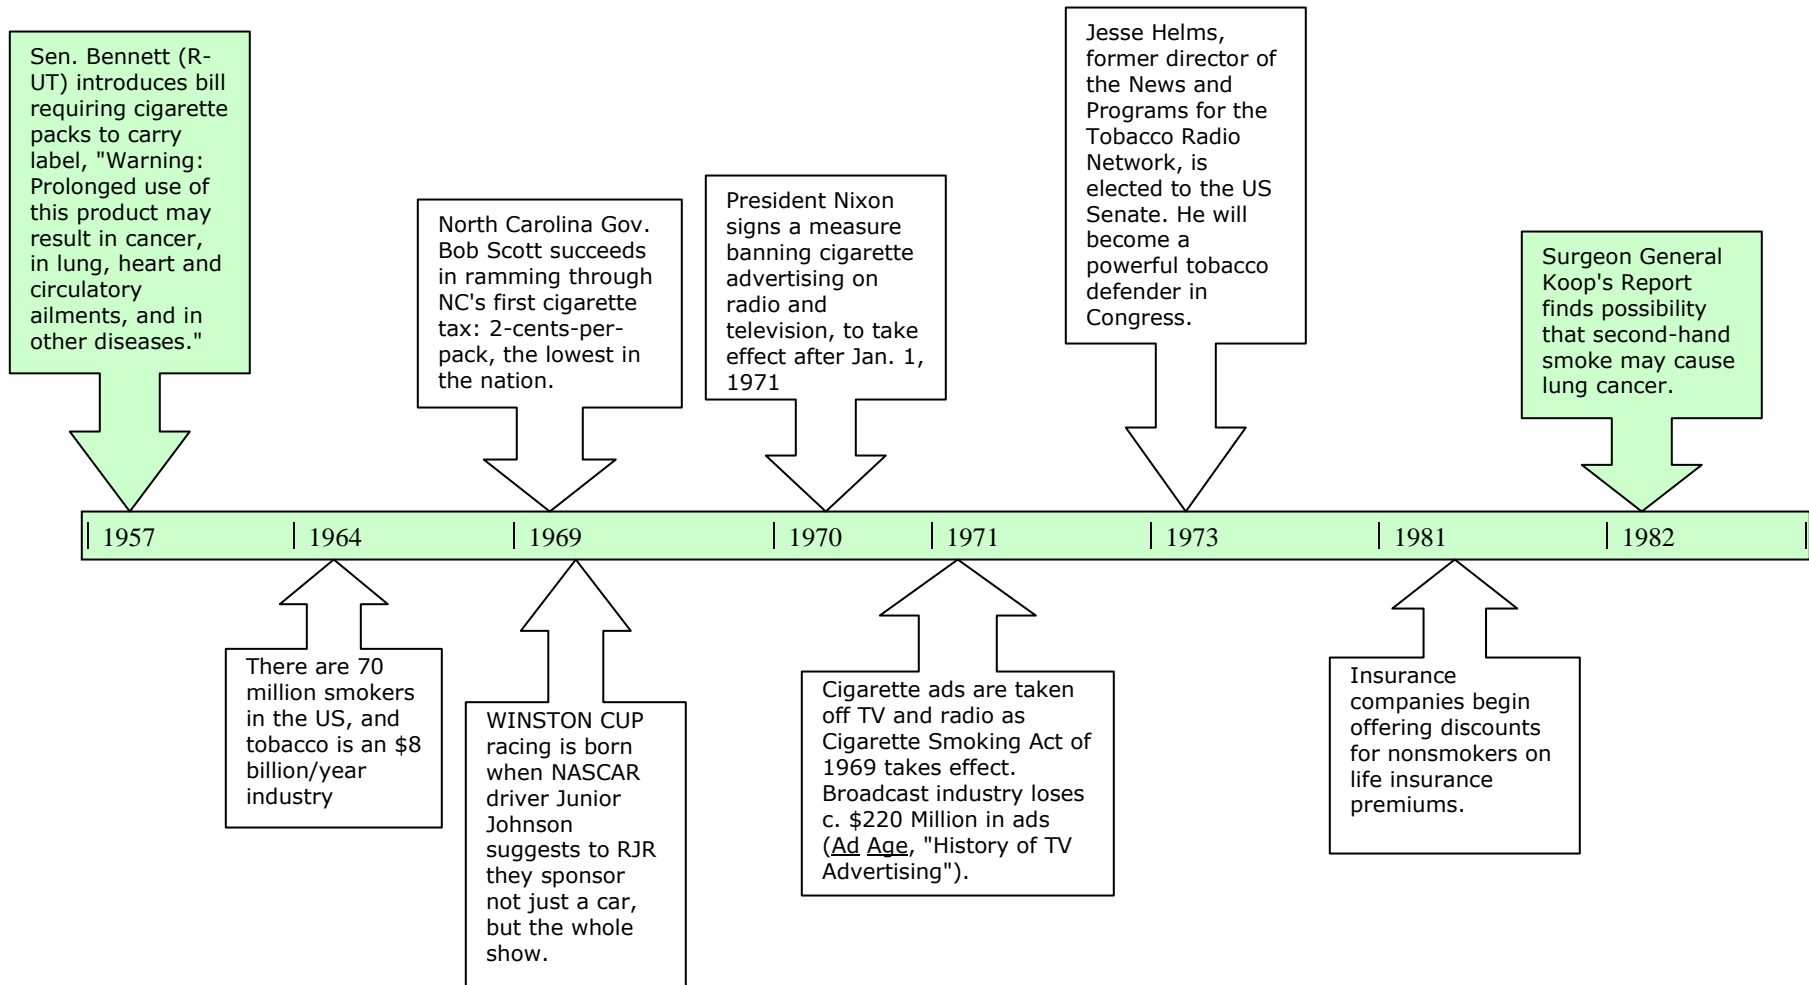 Sen. Bennett (R-
UT) introduces bill
requiring cigarette
packs to carry
label, "Warning:
Prolonged use of
this product may
result in cancer,
in lung, heart and
circulatory
ailments, and in
other diseases."
North Carolina Gov.
Bob Scott succeeds
in ramming through
NC's first cigarette
tax: 2-cents-per-
pack, the lowest in
the nation.
President Nixon
signs a measure
banning cigarette
advertising on
radio and
television, to take
effect after Jan. 1,
1971
Jesse Helms,
former director of
the News and
Programs for the
Tobacco Radio
Network, is
elected to the US
Senate. He will
become a
powerful tobacco
defender in
Congress.
Surgeon General
Koop's Report
finds possibility
that second-hand
smoke may cause
lung cancer.
1957 1964 1969 1970 1971 1973 1981 1982
There are 70
million smokers
in the US, and
tobacco is an $8
billion/year
industry
WINSTON CUP
racing is born
when NASCAR
driver Junior
Johnson
suggests to RJR
they sponsor
not just a car,
but the whole
show.
Cigarette ads are taken
off TV and radio as
Cigarette Smoking Act of
1969 takes effect.
Broadcast industry loses
c. $220 Million in ads
(Ad Age, "History of TV
Advertising").
Insurance
companies begin
offering discounts
for nonsmokers on
life insurance
premiums.